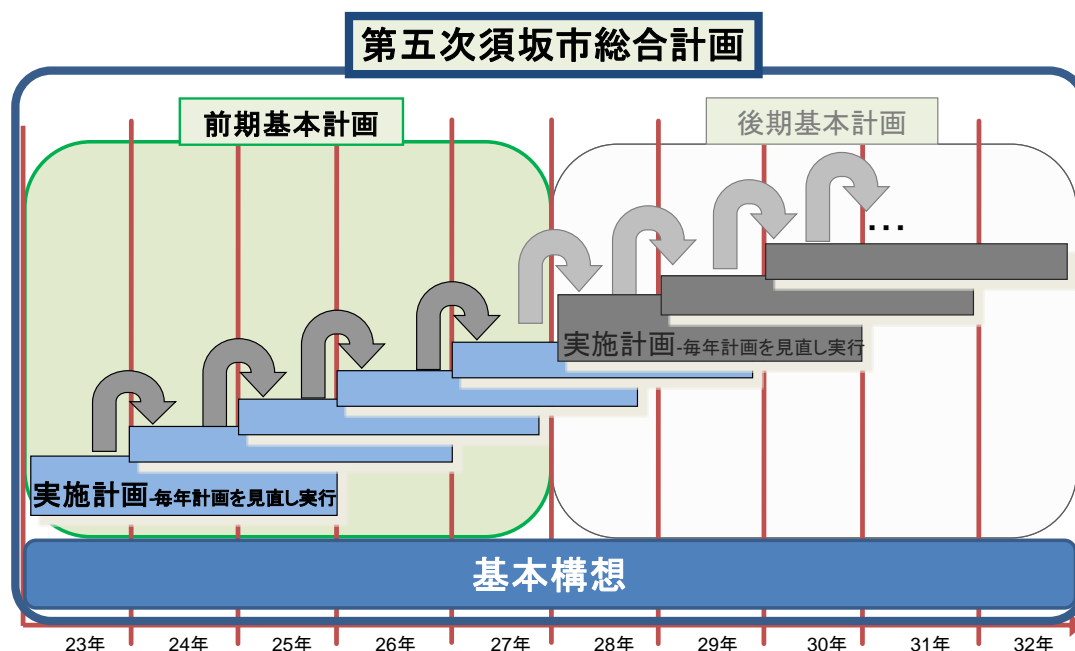 第五次須坂市総合計画
前期基本計画
後期基本計画
…
実施計画-毎年計画を見直し実行
実施計画-毎年計画を見直し実行
基本構想
23年 24年 25年 26年 27年 28年 29年 30年 31年 32年